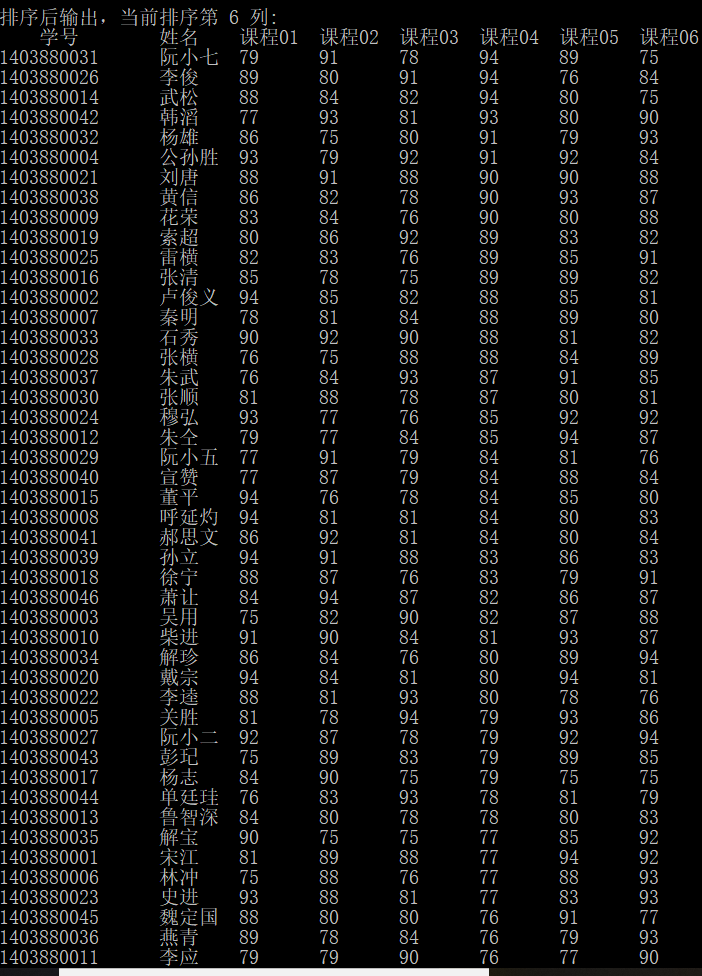 排序后输出，当前排序第 6 列:
学号 姓名 课程01 课程02 课程03 课程04 课程05 课程06
1403880031 阮小七 79 91 78 94 89 75
1403880026 李俊 89 80 91 94 76 84
1403880014 武松 88 84 82 94 80 75
1403880042 韩滔 77 93 81 93 80 90
1403880032 杨雄 86 75 80 91 79 93
1403880004 公孙胜 93 79 92 91 92 84
1403880021 刘唐 88 91 88 90 90 88
1403880038 黄信 86 82 78 90 93 87
1403880009 花荣 83 84 76 90 80 88
1403880019 索超 80 86 92 89 83 82
1403880025 雷横 82 83 76 89 85 91
1403880016 张清 85 78 75 89 89 82
1403880002 卢俊义 94 85 82 88 85 81
1403880007 秦明 78 81 84 88 89 80
1403880033 石秀 90 92 90 88 81 82
1403880028 张横 76 75 88 88 84 89
1403880037 朱武 76 84 93 87 91 85
1403880030 张顺 81 88 78 87 80 81
1403880024 穆弘 93 77 76 85 92 92
1403880012 朱仝 79 77 84 85 94 87
1403880029 阮小五 77 91 79 84 81 76
1403880040 宣赞 77 87 79 84 88 84
1403880015 董平 94 76 78 84 85 80
1403880008 呼延灼 94 81 81 84 80 83
1403880041 郝思文 86 92 81 84 80 84
1403880039 孙立 94 91 88 83 86 83
1403880018 徐宁 88 87 76 83 79 91
1403880046 萧让 84 94 87 82 86 87
1403880003 吴用 75 82 90 82 87 88
1403880010 柴进 91 90 84 81 93 87
1403880034 解珍 86 84 76 80 89 94
1403880020 戴宗 94 84 81 80 94 81
1403880022 李逵 88 81 93 80 78 76
1403880005 关胜 81 78 94 79 93 86
1403880027 阮小二 92 87 78 79 92 94
1403880043 彭玘 75 89 83 79 89 85
1403880017 杨志 84 90 75 79 75 75
1403880044 单廷珪 76 83 93 78 81 79
1403880013 鲁智深 84 80 78 78 80 83
1403880035 解宝 90 75 75 77 85 92
1403880001 宋江 81 89 88 77 94 92
1403880006 林冲 75 88 76 77 88 93
1403880023 史进 93 88 81 77 83 93
1403880045 魏定国 88 80 80 76 91 77
1403880036 燕青 89 78 84 76 79 93
1403880011 李应 79 79 90 76 77 90